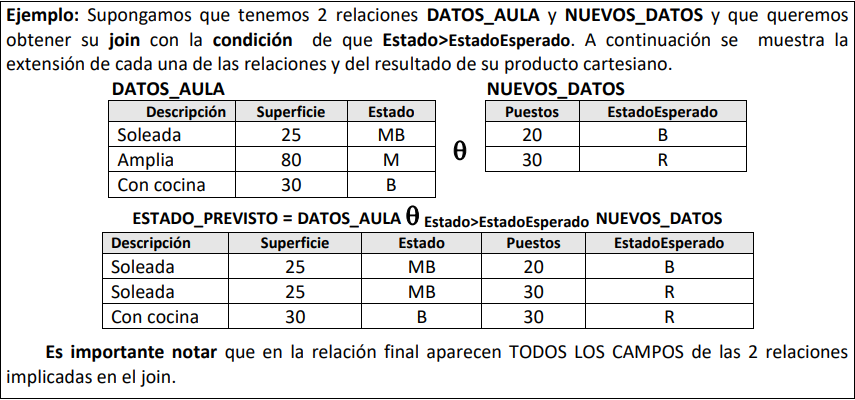 Ejemplo: Supongamos que tenemos 2 relaciones DATOS_AULA y NUEVOS_DATOS y que queremos
obtener su join con la condición de que Estado>EstadoEsperado. A continuación se muestra la
extensión de cada una de las relaciones y del resultado de su producto cartesiano.
DATOS_AULA
Descripción Superficie Estado
Soleada 25 MB
Amplia 80 M
Con cocina 30 B
θ
NUEVOS_DATOS
Puestos EstadoEsperado
20 B
30 R
ESTADO_PREVISTO = DATOS_AULA θ Estado>EstadoEsperado NUEVOS_DATOS
Descripción Superficie Estado Puestos EstadoEsperado
Soleada 25 MB 20 B
Soleada 25 MB 30 R
Con cocina 30 B 30 R
Es importante notar que en la relación final aparecen TODOS LOS CAMPOS de las 2 relaciones
implicadas en el join.